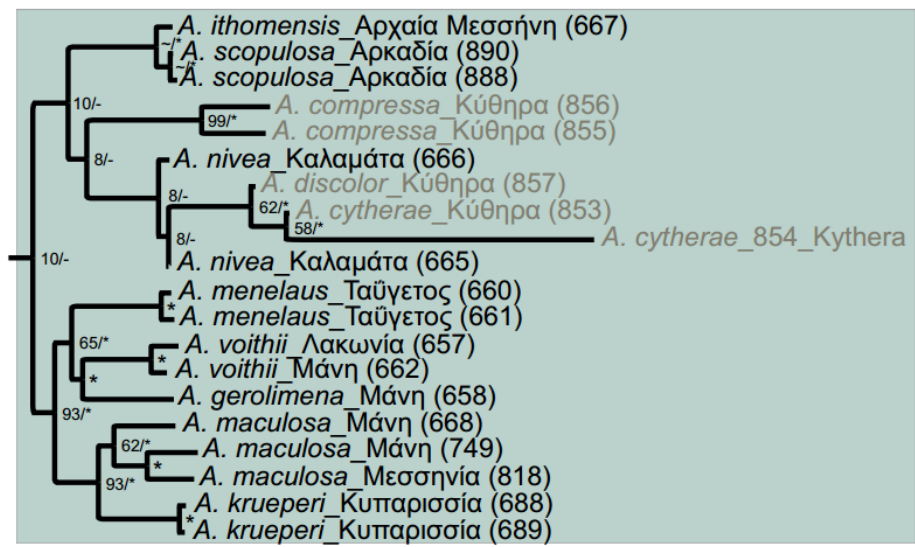 A. ithomensis_Αρχαία Μεσσήνη (667)
~/*
A. scopulosa_Αρκαδία (890)
~/*
A. scopulosa_Αρκαδία (888)
10/-
A. compressa_Κύθηρα (856)
99/*
A. compressa_Κύθηρα (855)
8/-
A. nivea_Καλαμάτα (666)
A. discolor_Κύθηρα (857)
8/-
62/*
A. cytherae_Κύθηρα (853)
58/*
A. cytherae_854_Kythera
8/-
10/-
A. nivea_Καλαμάτα (665)
A. menelaus_Ταΰγετος (660)
*
A. menelaus_Ταΰγετος (661)
65/*
A. voithii_Λακωνία (657)
*
A. voithii_Μάνη (662)
*
A. gerolimena_Μάνη (658)
93/*
A. maculosa_Μάνη (668)
62/*
A. maculosa_Μάνη (749)
*
A. maculosa_Μεσσηνία (818)
93/*
A. krueperi_Κυπαρισσία (688)
*
A. krueperi_Κυπαρισσία (689)